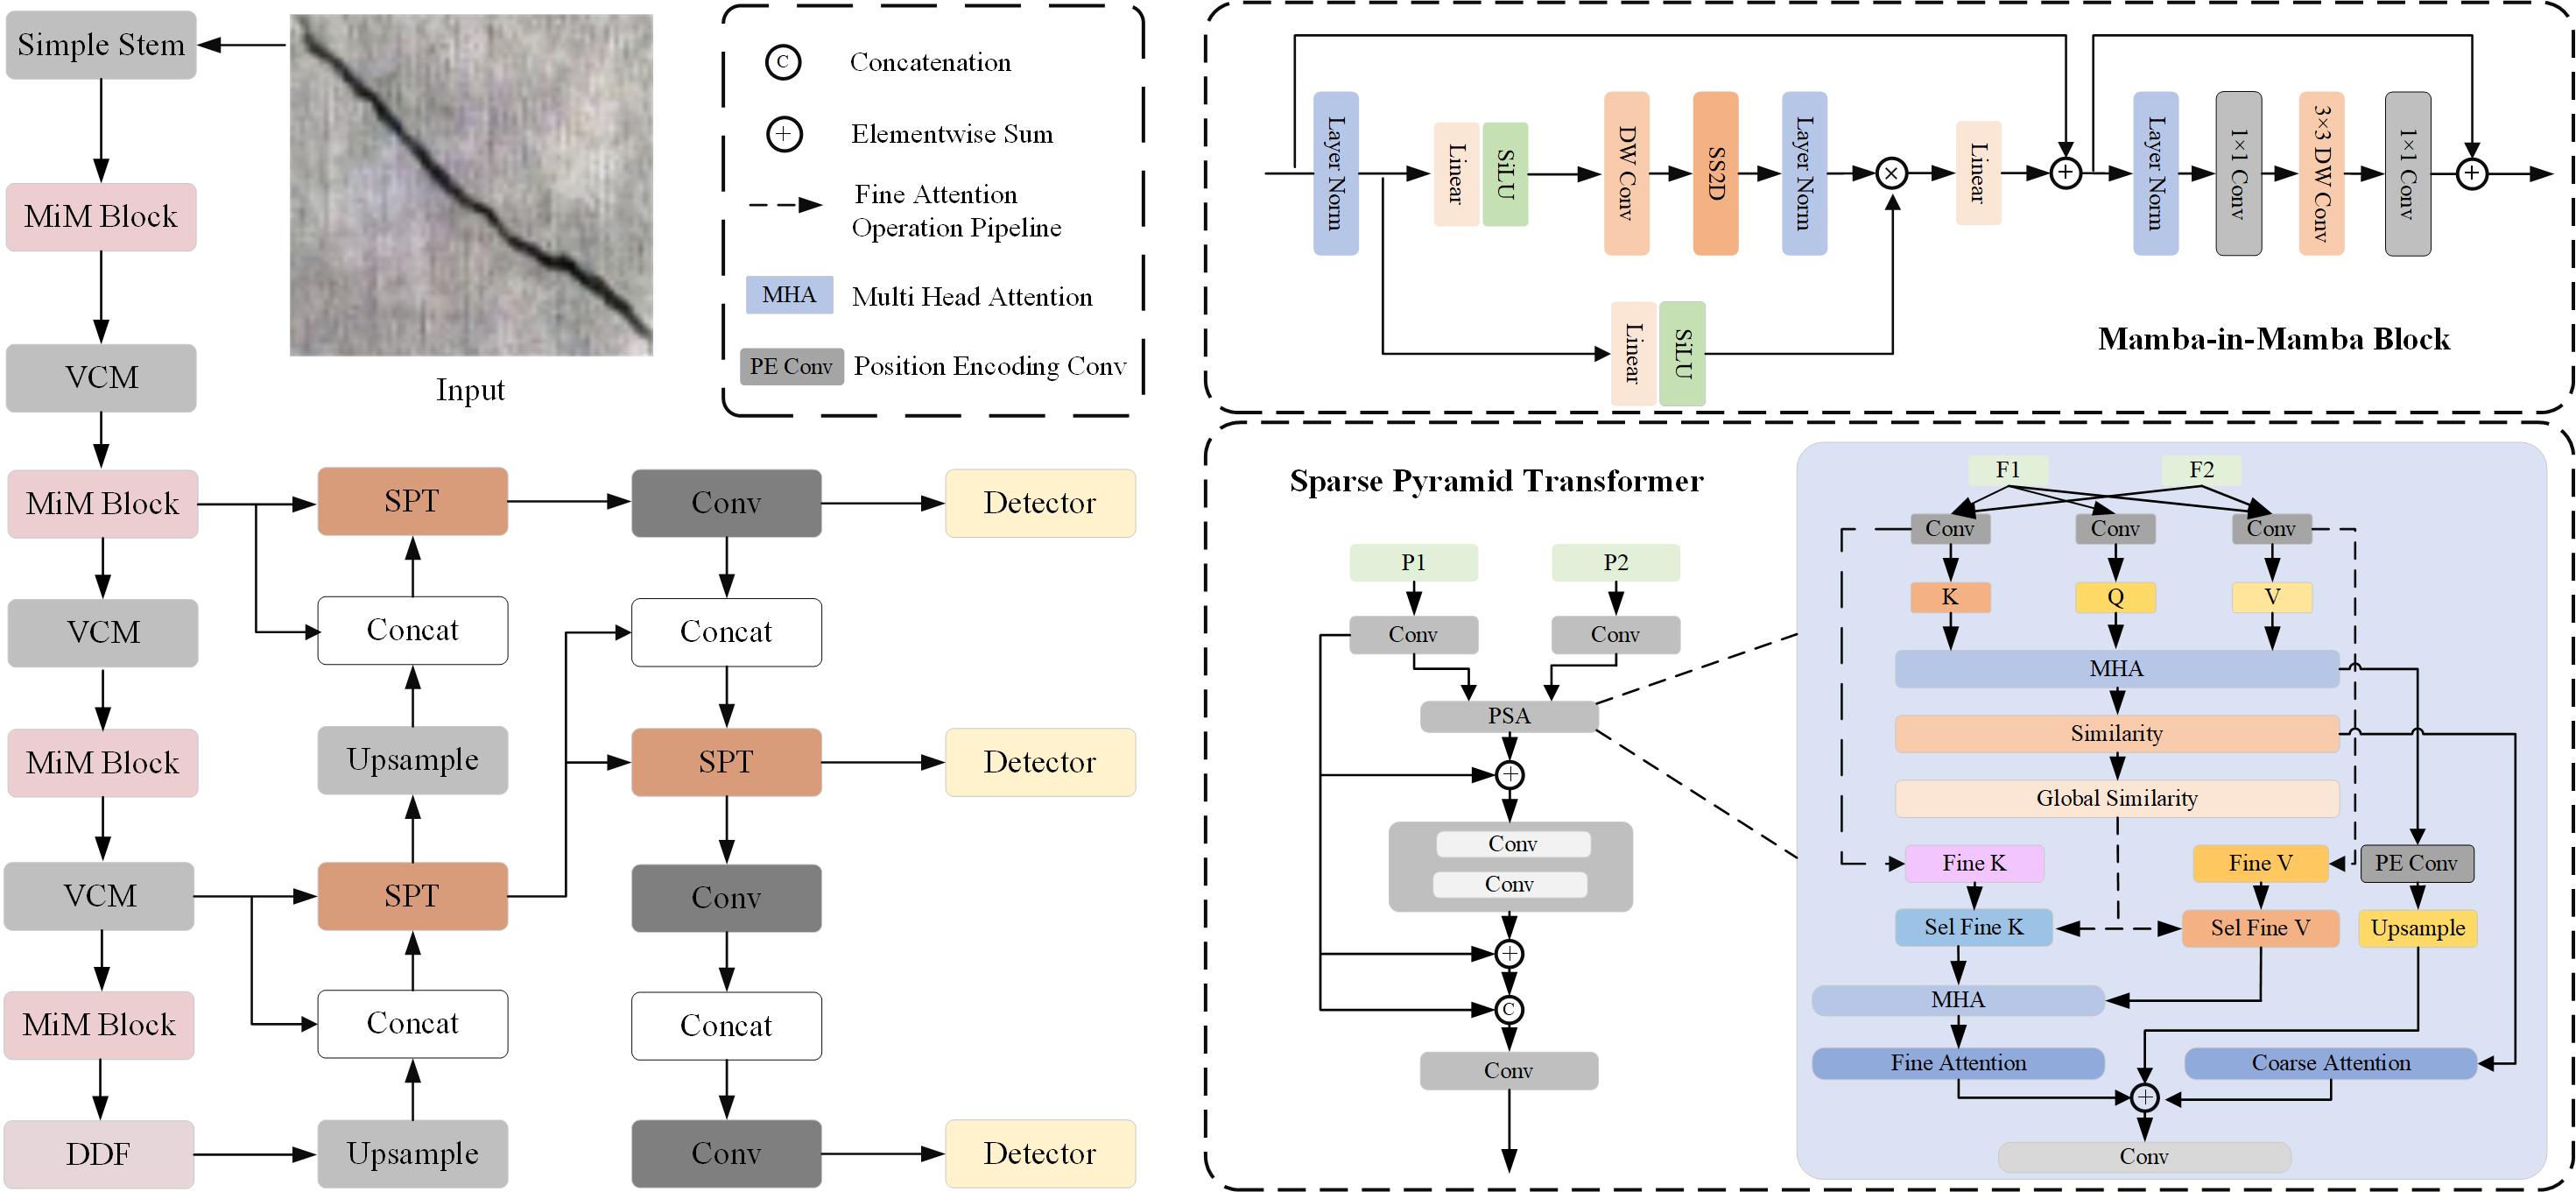 Simple Stem
MiM Block
VCM
MiM Block
VCM
MiM Block
VCM
MiM Block
DDF
Input
C
Concatenation
+
Elementwise Sum
Fine Attention
Operation Pipeline
MHA
Multi Head Attention
PE Conv
Position Encoding Conv
SPT
Concat
Upsample
SPT
Concat
Upsample
Conv
Concat
SPT
Conv
Concat
Conv
Detector
Detector
Detector
Layer Norm
Linear
SiLU
DW Conv
SS2D
Layer Norm
×
Linear
+
Layer Norm
1×1 Conv
3×3 DW Conv
1×1 Conv
+
Linear
SiLU
Mamba-in-Mamba Block
Sparse Pyramid Transformer
P1
P2
Conv
Conv
PSA
+
Conv
Conv
+
C
Conv
F1
F2
Conv
Conv
Conv
K
Q
V
MHA
Similarity
Global Similarity
Fine K
Fine V
PE Conv
Sel Fine K
Sel Fine V
Upsample
MHA
Fine Attention
Coarse Attention
+
Conv